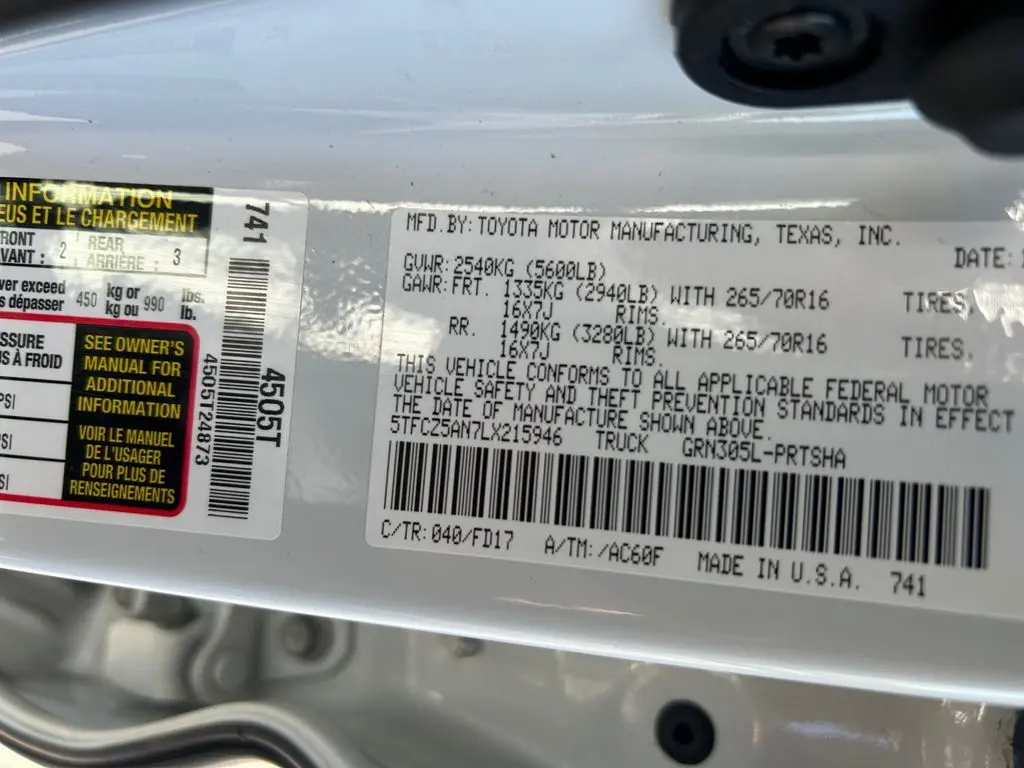 INFORMATION
EUS ET LE CHARGEMENT
RONT
VANT : 2 REAR
ARRIÈRE : 3
ver exceed
s dépasser 450 kg or
kg ou 990 lbs.
lb.
SSURE
US À FROID
PSI
PSI
SI
SEE OWNER'S
MANUAL FOR
ADDITIONAL
INFORMATION
VOIR LE MANUEL
DE L'USAGER
POUR PLUS DE
RENSEIGNEMENTS
741
4505T
4505T24873
MFD.BY: TOYOTA MOTOR MANUFACTURING, TEXAS, INC.
DATE:
GVWR: 2540KG (5600LB)
GAWR: FRT. 1335KG (2940LB) WITH 265/70R16 TIRES.
16X7J RIMS.
RR. 1490KG (3280LB) WITH 265/70R16 TIRES.
16X7J RIMS.
THIS VEHICLE CONFORMS TO ALL APPLICABLE FEDERAL MOTOR
VEHICLE SAFETY AND THEFT PREVENTION STANDARDS IN EFFECT
THE DATE OF MANUFACTURE SHOWN ABOVE.
5TFCZ5AN7LX215946 TRUCK GRN305L-PRTSHA
C/TR: 040/FD17 A/TM: /AC60F MADE IN U.S.A. 741